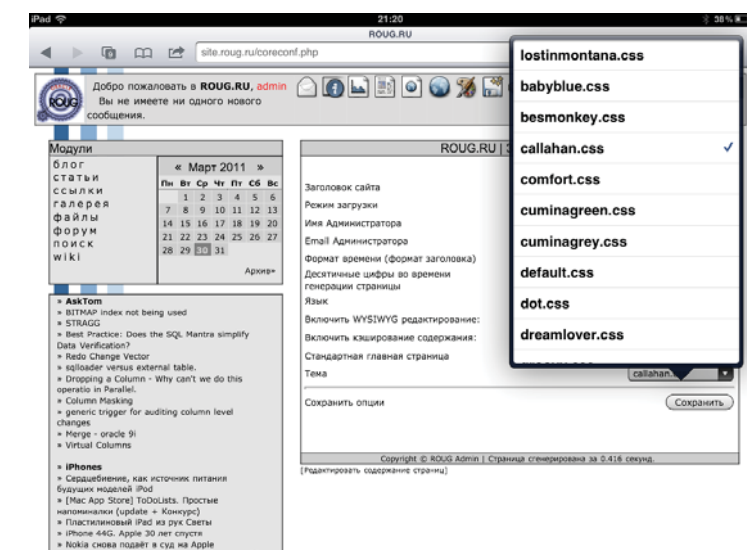 iPad
21:20
38%
ROUG.RU
site.roug.ru/coreconf.php
ROUG
Добро пожаловать в ROUG.RU, admin
Вы не имеете ни одного нового
сообщения.
Модули
блог
статьи
ссылки
галерея
файлы
форум
поиск
wiki
« Март 2011 »
Пн Вт Ср Чт Пт Сб Вс
1 2 3 4 5 6
7 8 9 10 11 12 13
14 15 16 17 18 19 20
21 22 23 24 25 26 27
28 29 30 31
Архив»
» AskTom
» BITMAP index not being used
» STRAGG
» Best Practice: Does the SQL Mantra simplify
Data Verification?
» Redo Change Vector
» sqlloader versus external table.
» Dropping a Column - Why can't we do this
operatio in Parallel.
» Column Masking
» generic trigger for auditing column level
changes
» Merge - oracle 9i
» Virtual Columns
» iPhones
» Сердцебиение, как источник питания
будущих моделей iPod
» [Mac App Store] ToDoLists. Простые
напоминалки (update + Конкурс)
» Пластилиновый iPad из рук Светы
» iPhone 44G. Apple 30 лет спустя
» Nokia снова подаёт в суд на Apple
ROUG.RU |
Заголовок сайта
Режим загрузки
Имя Администратора
Email Администратора
Формат времени (формат заголовка)
Десятичные цифры во времени
генерации страницы
Язык
Включить WYSIWYG редактирование:
Включить кэширование содержания:
Стандартная главная страница
Тема
callahan.
Сохранить опции
Сохранить
Copyright © ROUG Admin | Страница сгенерирована за 0.416 секунд.
[Редактировать содержание страниц]
lostinmontana.css
babyblue.css
besmonkey.css
callahan.css ✓
comfort.css
cuminagreen.css
cuminagrey.css
default.css
dot.css
dreamlover.css